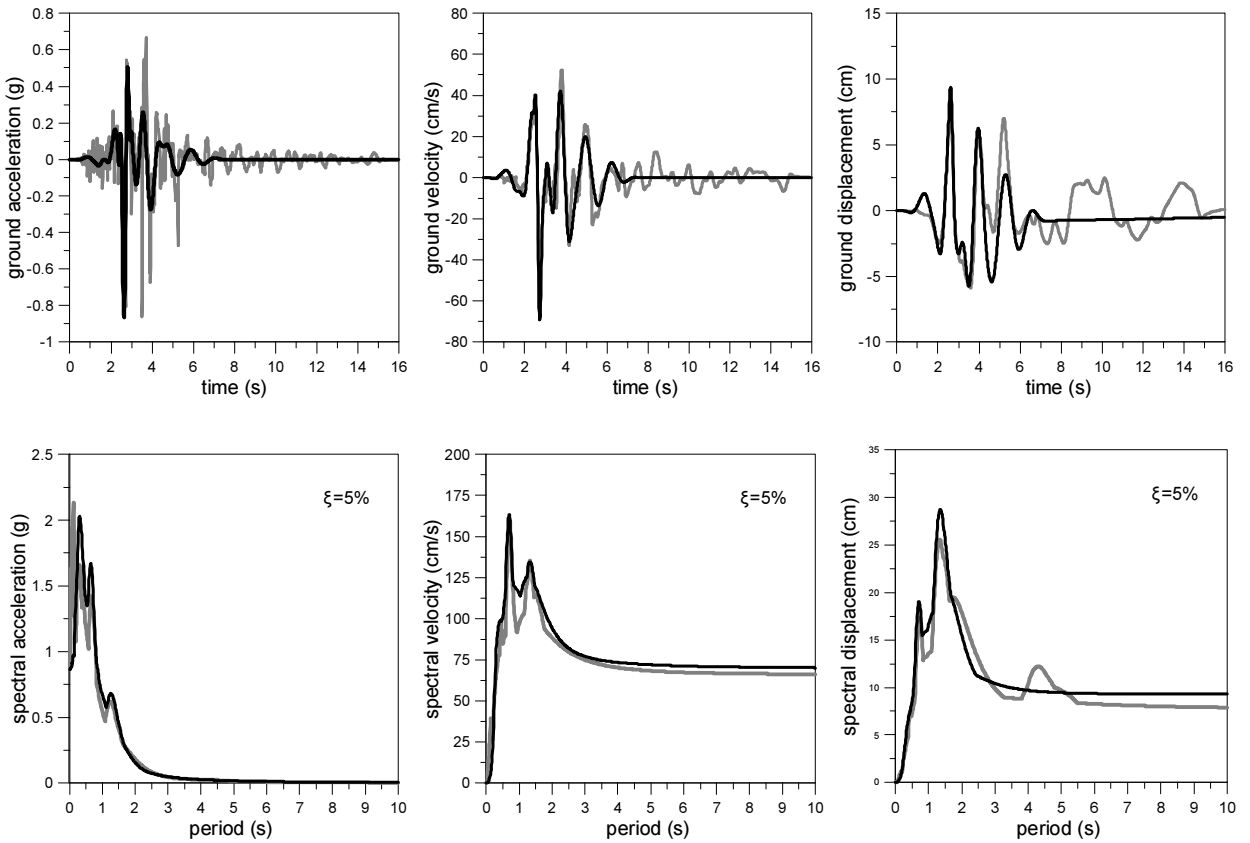 0.8
0.6
0.4
0.2
0
-0.2
-0.4
-0.6
-0.8
-1
ground acceleration (g)
0 2 4 6 8 10 12 14 16
time (s)
80
60
40
20
0
-20
-40
-60
-80
ground velocity (cm/s)
0 2 4 6 8 10 12 14 16
time (s)
15
10
5
0
-5
-10
ground displacement (cm)
0 2 4 6 8 10 12 14 16
time (s)
2.5
2
1.5
1
0.5
0
spectral acceleration (g)
ξ=5%
0 1 2 3 4 5 6 7 8 9 10
period (s)
200
175
150
125
100
75
50
25
0
spectral velocity (cm/s)
ξ=5%
0 1 2 3 4 5 6 7 8 9 10
period (s)
35
30
25
20
15
10
5
0
spectral displacement (cm)
ξ=5%
0 1 2 3 4 5 6 7 8 9 10
period (s)